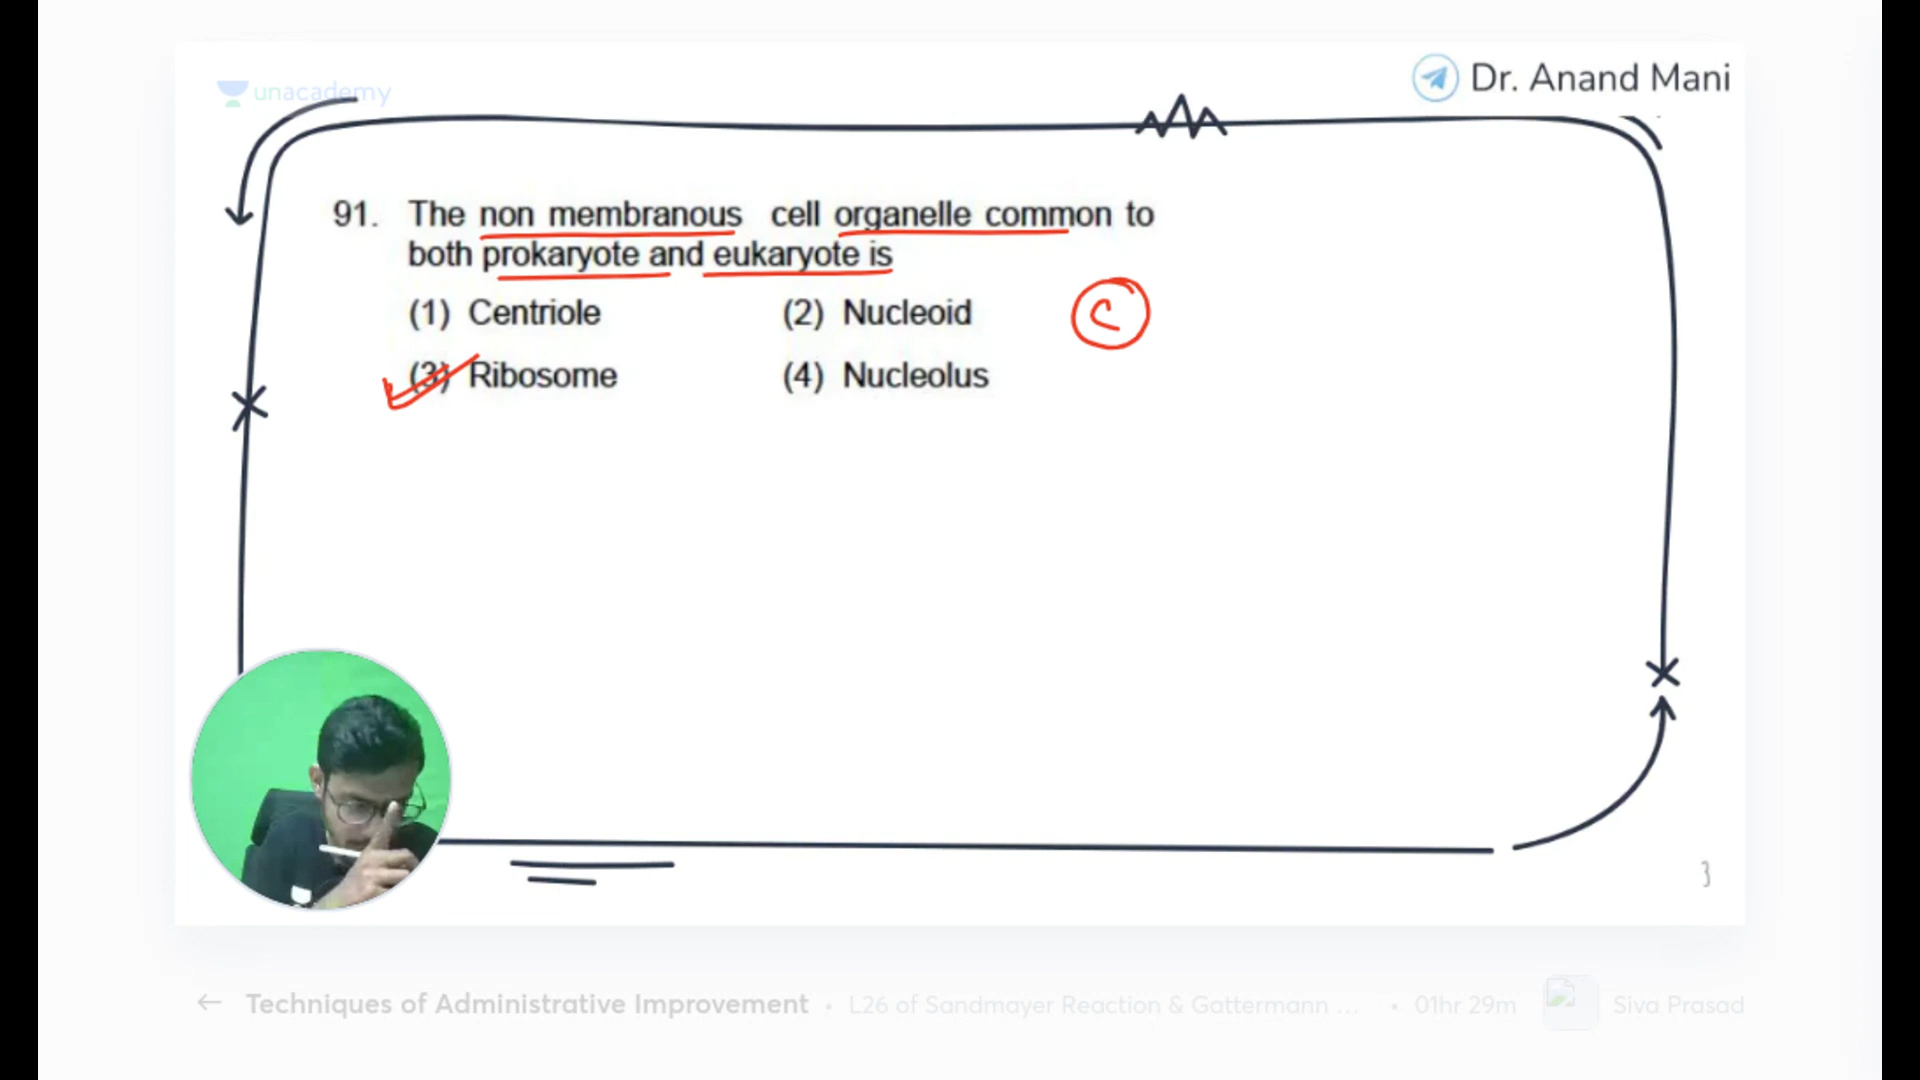 unacademy
Dr. Anand Mani
91. The non membranous cell organelle common to
both prokaryote and eukaryote is
(1) Centriole (2) Nucleoid
C
(3) Ribosome (4) Nucleolus
3
← Techniques of Administrative Improvement • L26 of Sandmayer Reaction & Gattermann ... • 01hr 29m Siva Prasad